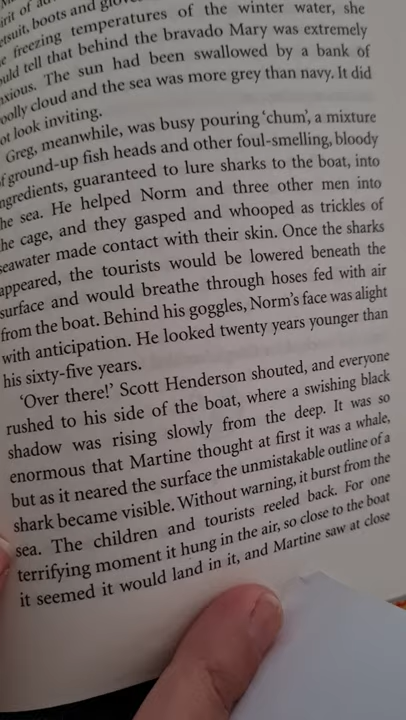 irit of
etsuit, boots and
freezing temperatures of the winter water, she
uld tell that behind the bravado Mary was extremely
xious. The sun had been swallowed by a bank of
oolly cloud and the sea was more grey than navy. It did
ot look inviting.
Greg, meanwhile, was busy pouring ‘chum’, a mixture
f ground-up fish heads and other foul-smelling, bloody
ngredients, guaranteed to lure sharks to the boat, into
he sea. He helped Norm and three other men into
he cage, and they gasped and whooped as trickles of
seawater made contact with their skin. Once the sharks
appeared, the tourists would be lowered beneath the
surface and would breathe through hoses fed with air
from the boat. Behind his goggles, Norm’s face was alight
with anticipation. He looked twenty years younger than
his sixty-five years.
‘Over there!’ Scott Henderson shouted, and everyone
rushed to his side of the boat, where a swishing black
shadow was rising slowly from the deep. It was so
enormous that Martine thought at first it was a whale,
but as it neared the surface the unmistakable outline of a
shark became visible. Without warning, it burst from the
sea. The children and tourists reeled back. For one
terrifying moment it hung in the air, so close to the boat
it seemed it would land in it, and Martine saw at close